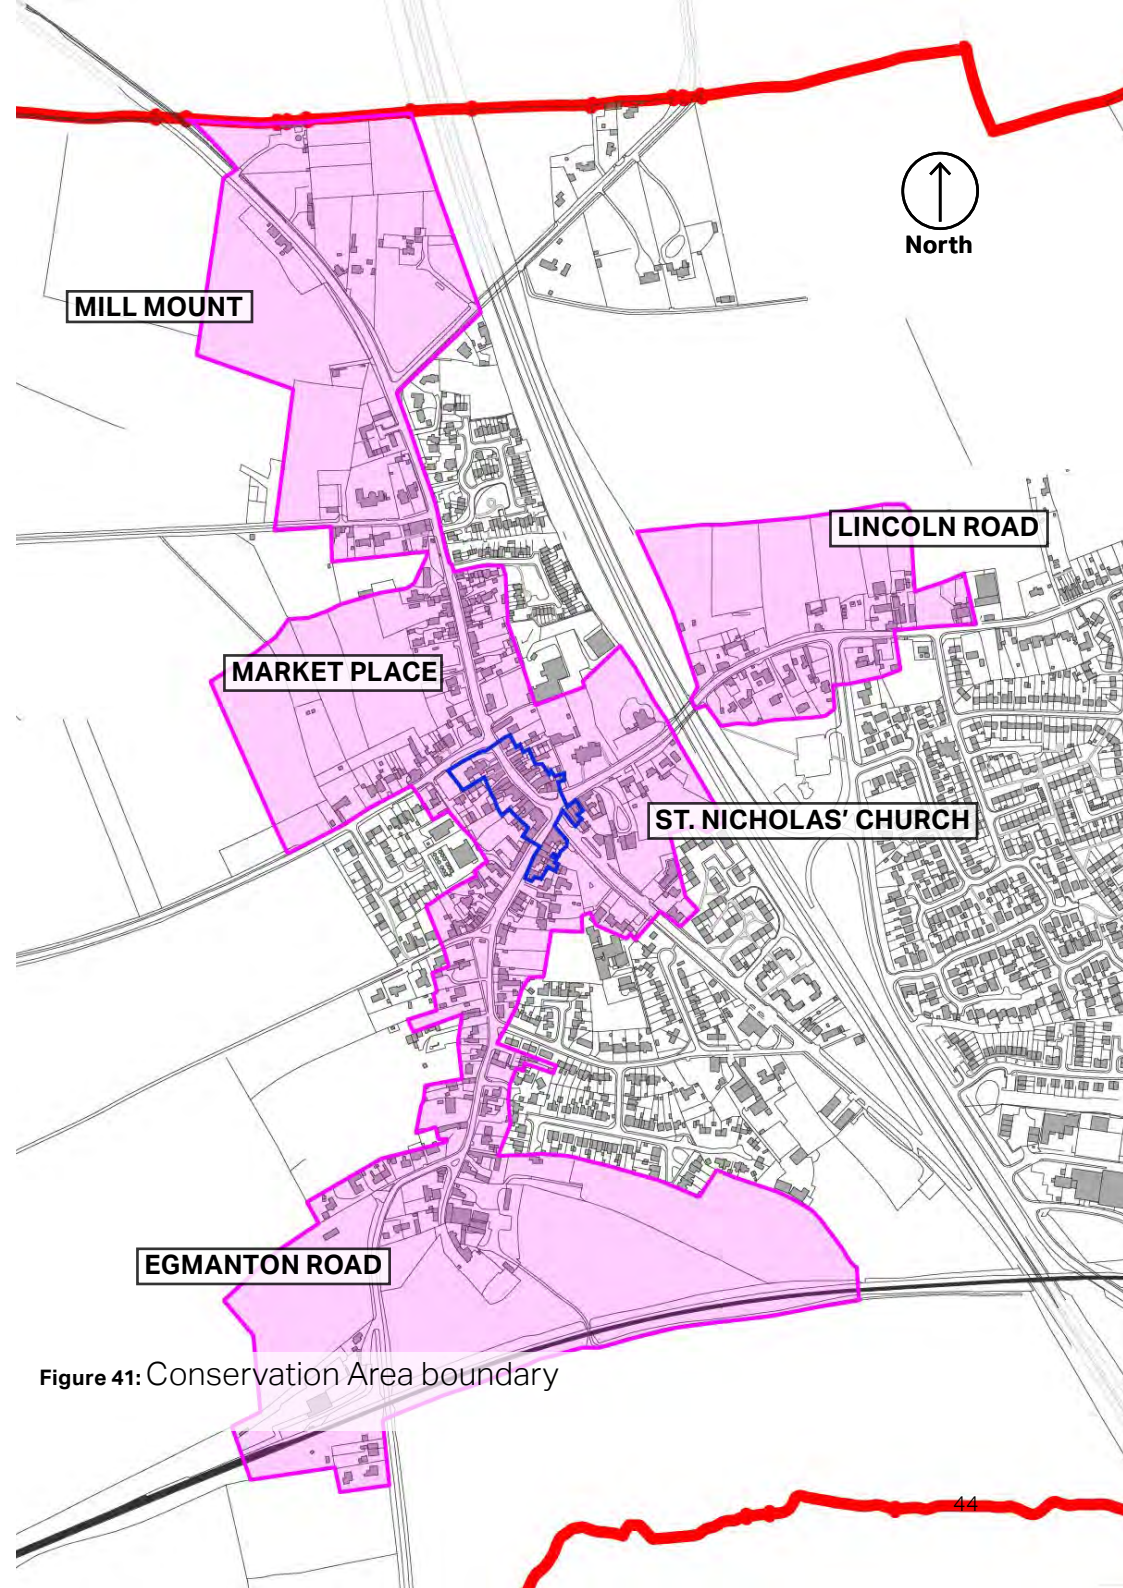 North
MILL MOUNT
LINCOLN ROAD
MARKET PLACE
ST. NICHOLAS’ CHURCH
EGMANTON ROAD
Figure 41: Conservation Area boundary
44